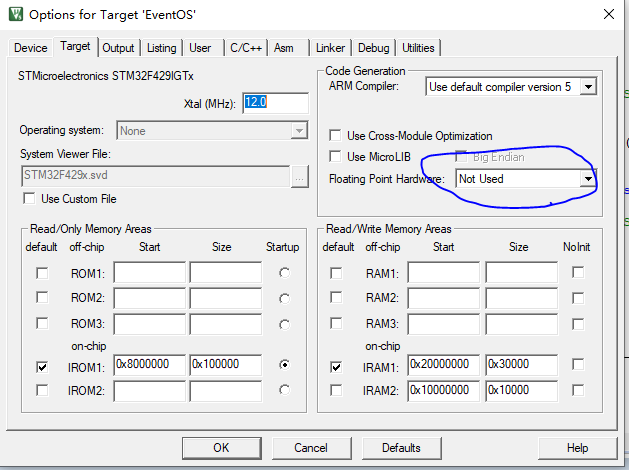 Options for Target 'EventOS'
Device Target Output Listing User C/C++ Asm Linker Debug Utilities
STMicroelectronics STM32F429IGTx
Xtal (MHz): 12.0
Operating system: None
System Viewer File:
STM32F429x.svd ...
Use Custom File
Code Generation
ARM Compiler: Use default compiler version 5
Use Cross-Module Optimization
Use MicroLIB Big Endian
Floating Point Hardware: Not Used
Read/Only Memory Areas
default off-chip Start Size Startup
ROM1:
ROM2:
ROM3:
on-chip
IROM1: 0x8000000 0x100000
IROM2:
Read/Write Memory Areas
default off-chip Start Size NoInit
RAM1:
RAM2:
RAM3:
on-chip
IRAM1: 0x20000000 0x30000
IRAM2: 0x10000000 0x10000
OK Cancel Defaults Help